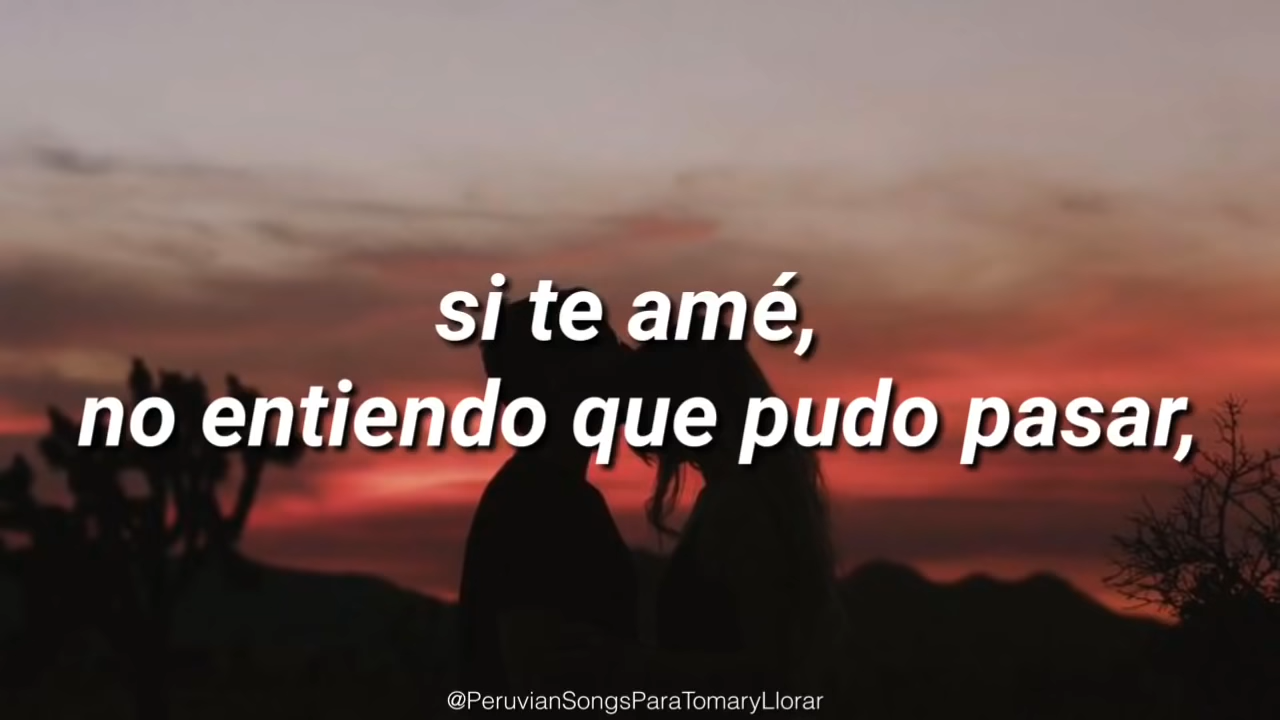 si te amé,
no entiendo que pudo pasar,
@PeruvianSongsParaTomaryLlorar